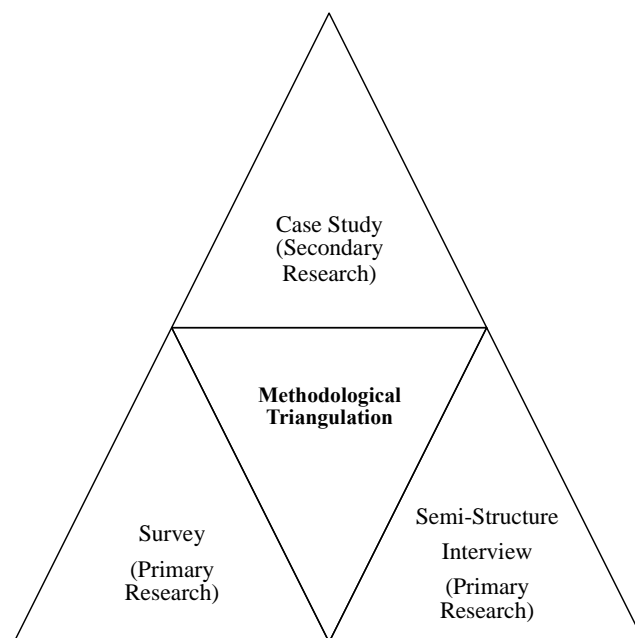 Case Study
(Secondary
Research)
Methodological
Triangulation
Survey
(Primary
Research)
Semi-Structure
Interview
(Primary
Research)